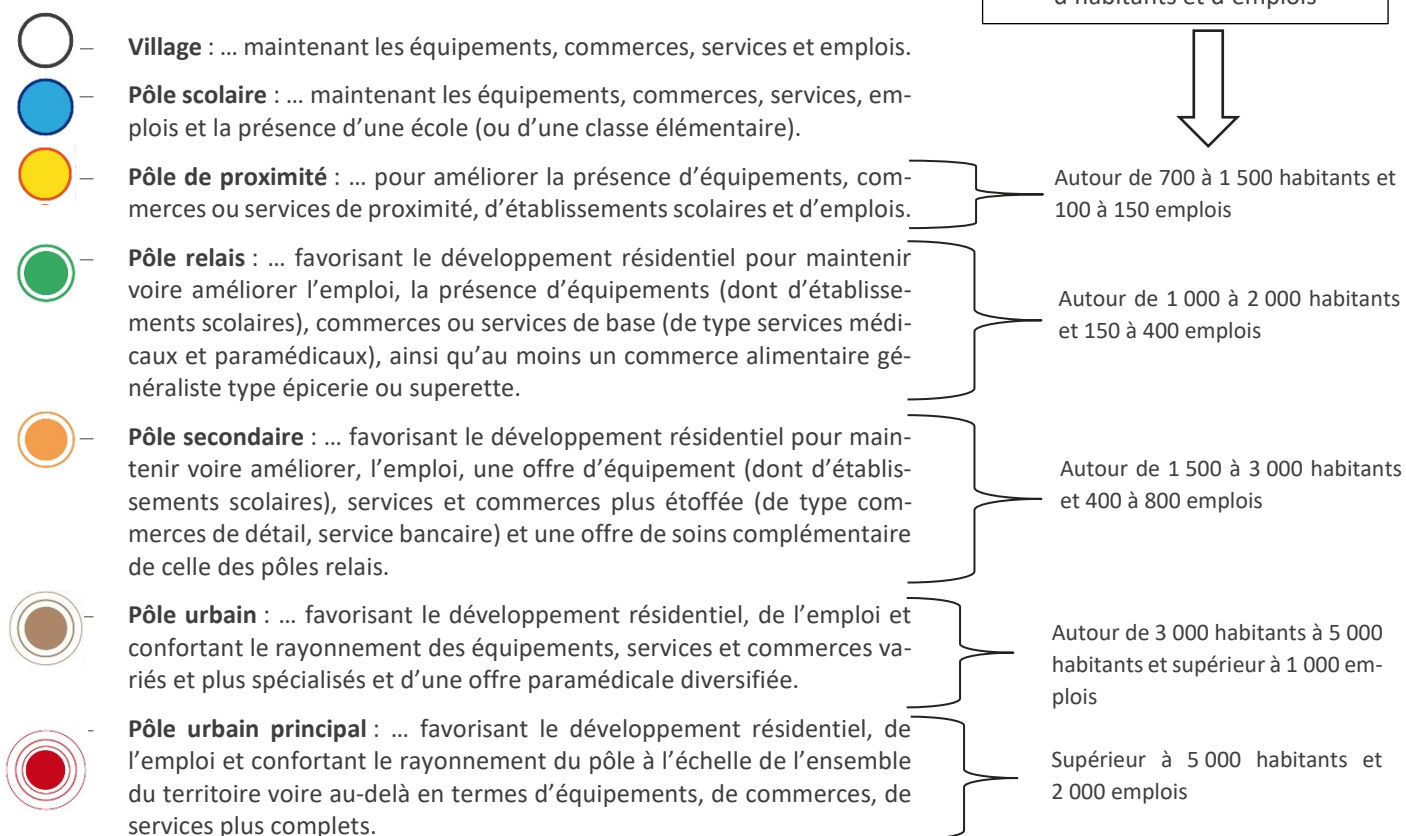 d'habitants et d'emplois
Village : … maintenant les équipements, commerces, services et emplois.
Pôle scolaire : … maintenant les équipements, commerces, services, em-
plois et la présence d'une école (ou d'une classe élémentaire).
Pôle de proximité : … pour améliorer la présence d'équipements, com-
merces ou services de proximité, d'établissements scolaires et d'emplois.
Autour de 700 à 1 500 habitants et
100 à 150 emplois
Pôle relais : … favorisant le développement résidentiel pour maintenir
voire améliorer l'emploi, la présence d'équipements (dont d'établisse-
ments scolaires), commerces ou services de base (de type services médi-
caux et paramédicaux), ainsi qu'au moins un commerce alimentaire gé-
néraliste type épicerie ou superette.
Autour de 1 000 à 2 000 habitants
et 150 à 400 emplois
Pôle secondaire : … favorisant le développement résidentiel pour main-
tenir voire améliorer, l'emploi, une offre d'équipement (dont d'établis-
sements scolaires), services et commerces plus étoffée (de type com-
merces de détail, service bancaire) et une offre de soins complémentaire
de celle des pôles relais.
Autour de 1 500 à 3 000 habitants
et 400 à 800 emplois
Pôle urbain : … favorisant le développement résidentiel, de l'emploi et
confortant le rayonnement des équipements, services et commerces va-
riés et plus spécialisés et d'une offre paramédicale diversifiée.
Autour de 3 000 habitants à 5 000
habitants et supérieur à 1 000 em-
plois
Pôle urbain principal : … favorisant le développement résidentiel, de
l'emploi et confortant le rayonnement du pôle à l'échelle de l'ensemble
du territoire voire au-delà en termes d'équipements, de commerces, de
services plus complets.
Supérieur à 5 000 habitants et
2 000 emplois